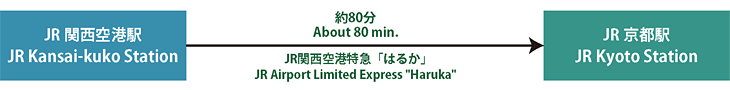 JR 関西空港駅
JR Kansai-kuko Station
約80分
About 80 min.
JR関西空港特急「はるか」
JR Airport Limited Express "Haruka"
JR 京都駅
JR Kyoto Station